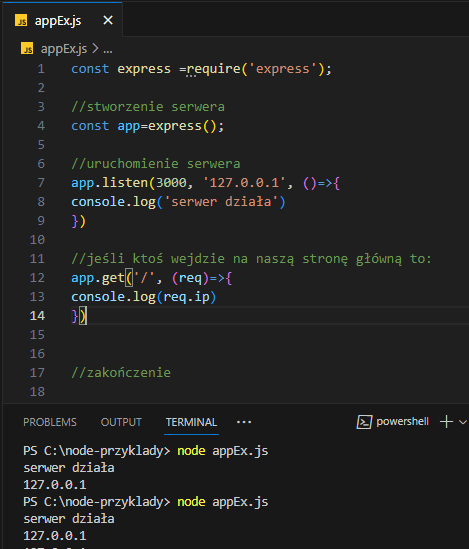 JS appEx.js ×
JS appEx.js > ...
1 const express =require('express');
2
3 //stworzenie serwera
4 const app=express();
5
6 //uruchomienie serwera
7 app.listen(3000, '127.0.0.1', ()=>{
8 console.log('serwer działa')
9 })
10
11 //jeśli ktoś wejdzie na naszą stronę główną to:
12 app.get('/', (req)=>{
13 console.log(req.ip)
14 })
15
16
17 //zakończenie
18
PROBLEMS OUTPUT TERMINAL ··· powershell
PS C:\node-przyklady> node appEx.js
serwer działa
127.0.0.1
PS C:\node-przyklady> node appEx.js
serwer działa
127.0.0.1
127.0.0.1